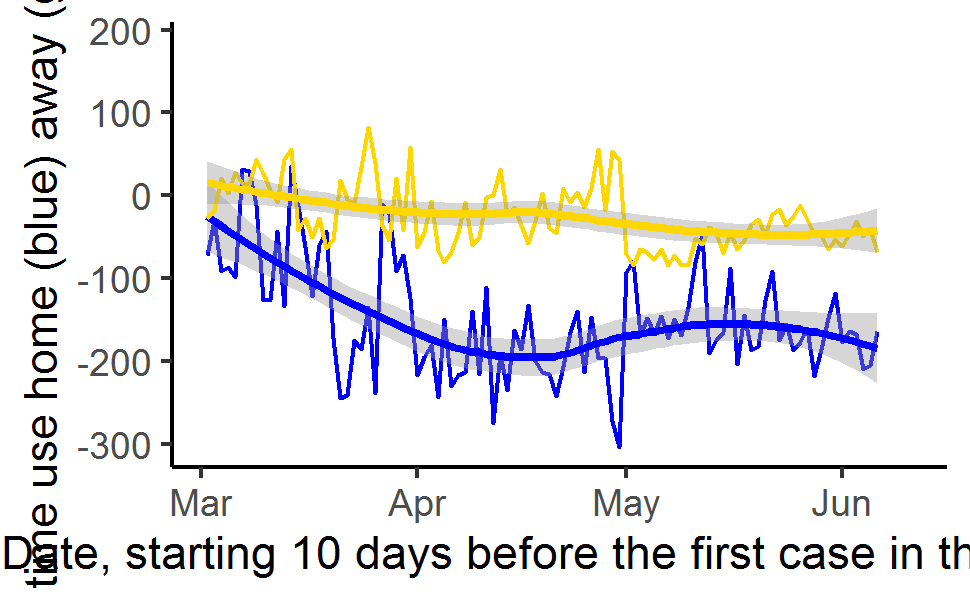 200
100
0
-100
-200
-300
time use home (blue) away (
Mar Apr May Jun
Date, starting 10 days before the first case in th